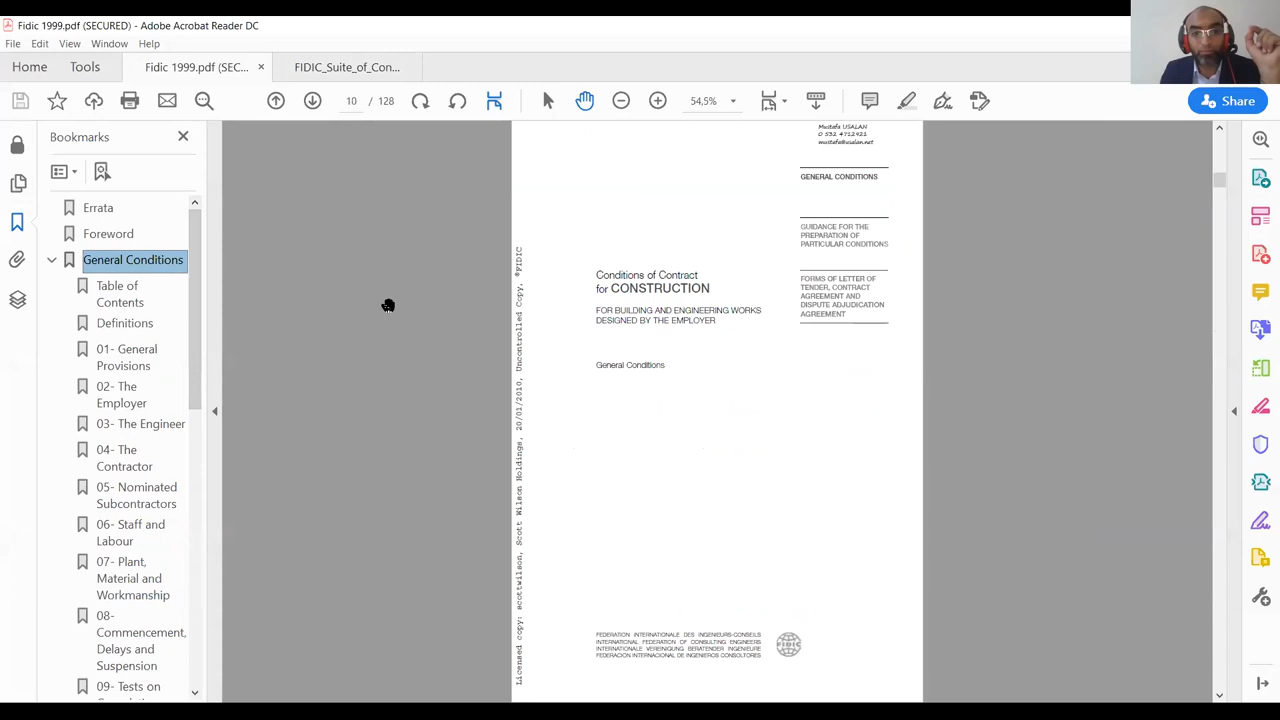 Fidic 1999.pdf (SECURED) - Adobe Acrobat Reader DC
File Edit View Window Help
Home Tools Fidic 1999.pdf (SEC... × FIDIC_Suite_of_Con...
10 / 128 54,5% Share
Bookmarks
Errata
Foreword
General Conditions
Table of
Contents
Definitions
01- General
Provisions
02- The
Employer
03- The Engineer
04- The
Contractor
05- Nominated
Subcontractors
06- Staff and
Labour
07- Plant,
Material and
Workmanship
08-
Commencement,
Delays and
Suspension
09- Tests on
Licensed copy: scottwilson, Scott Wilson Holdings, 20/01/2010, Uncontrolled Copy, ®FIDIC
Mustafa USALAN
0 532 4712421
mustafa@usalan.net
GENERAL CONDITIONS
GUIDANCE FOR THE
PREPARATION OF
PARTICULAR CONDITIONS
FORMS OF LETTER OF
TENDER, CONTRACT
AGREEMENT AND
DISPUTE ADJUDICATION
AGREEMENT
Conditions of Contract
for CONSTRUCTION
FOR BUILDING AND ENGINEERING WORKS
DESIGNED BY THE EMPLOYER
General Conditions
FEDERATION INTERNATIONALE DES INGENIEURS-CONSEILS
INTERNATIONAL FEDERATION OF CONSULTING ENGINEERS
INTERNATIONALE VEREINIGUNG BERATENDER INGENIEURE
FEDERACION INTERNACIONAL DE INGENIEROS CONSULTORES
FIDIC